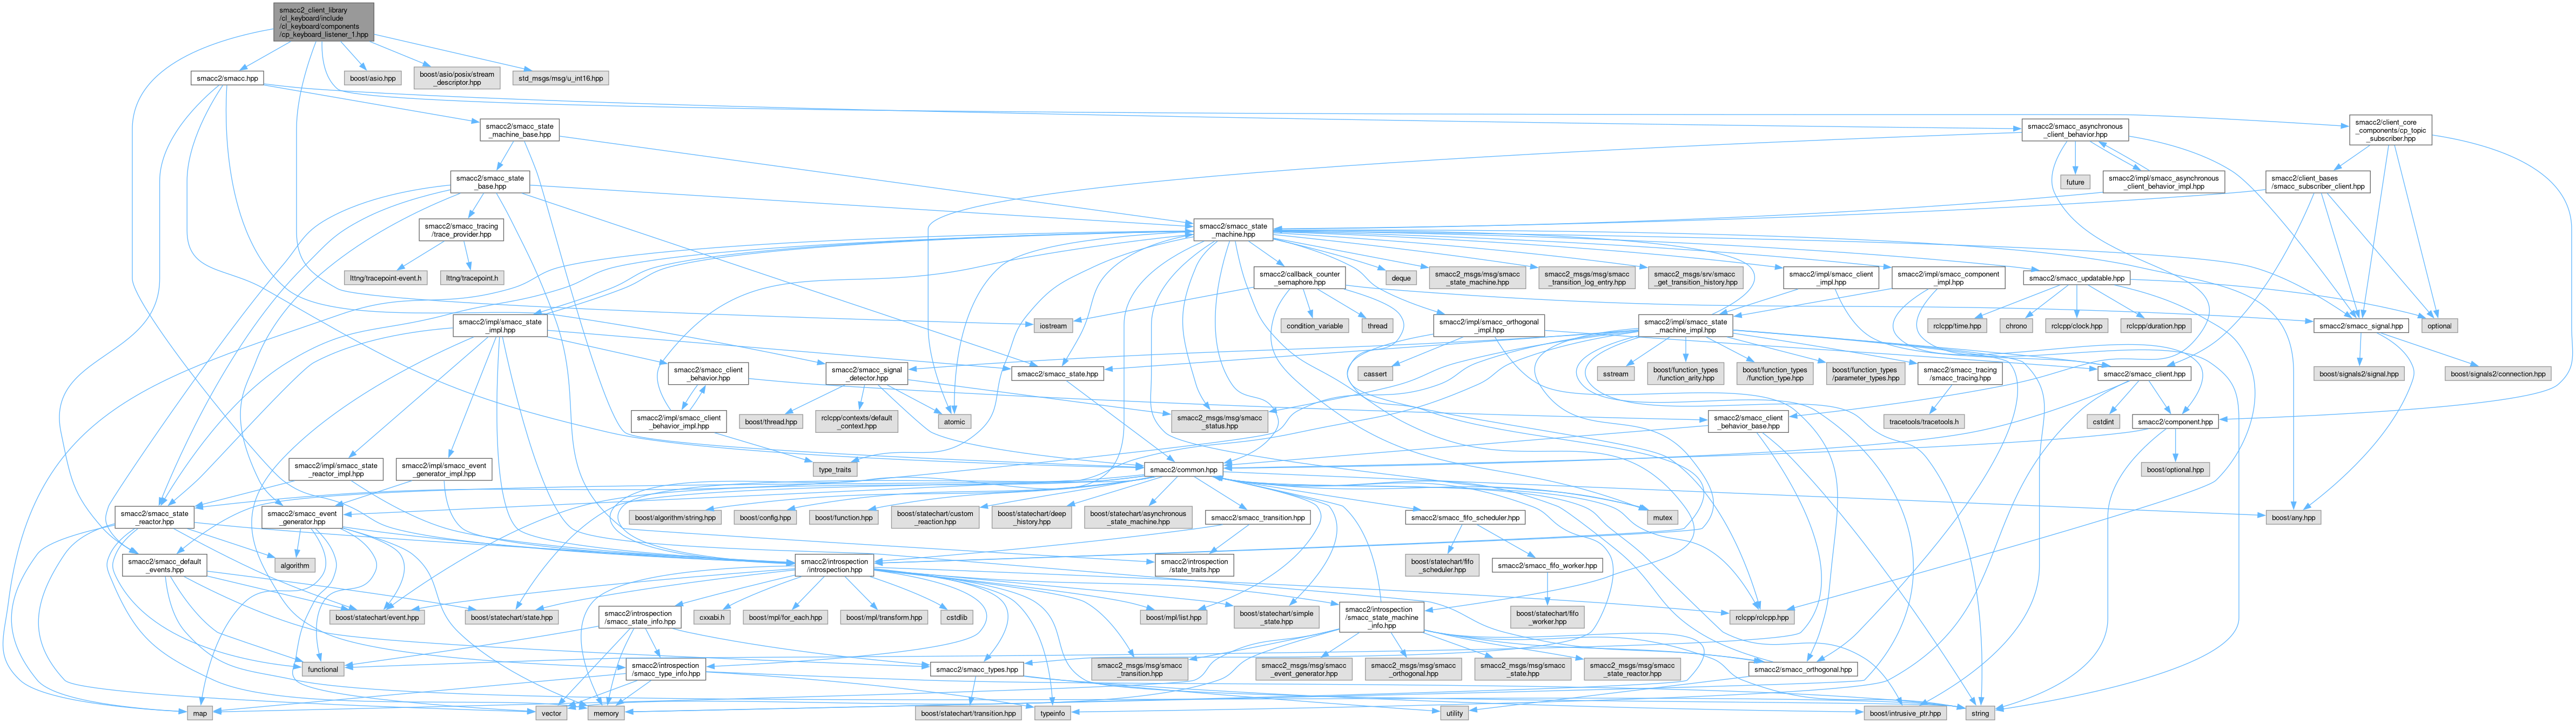 smacc2_client_library
/cl_keyboard/include
/cl_keyboard/components
/cp_keyboard_listener_1.hpp
smacc2/smacc.hpp
boost/asio.hpp
boost/asio/posix/stream
_descriptor.hpp
std_msgs/msg/u_int16.hpp
smacc2/smacc_state
_machine_base.hpp
smacc2/smacc_asynchronous
_client_behavior.hpp
smacc2/client_core
_components/cp_topic
_subscriber.hpp
smacc2/smacc_state
_base.hpp
future
smacc2/impl/smacc_asynchronous
_client_behavior_impl.hpp
smacc2/client_bases
/smacc_subscriber_client.hpp
smacc2/smacc_tracing
/trace_provider.hpp
smacc2/smacc_state
_machine.hpp
lttng/tracepoint-event.h
lttng/tracepoint.h
smacc2/callback_counter
_semaphore.hpp
deque
smacc2_msgs/msg/smacc
_state_machine.hpp
smacc2_msgs/msg/smacc
_transition_log_entry.hpp
smacc2_msgs/srv/smacc
_get_transition_history.hpp
smacc2/impl/smacc_client
_impl.hpp
smacc2/impl/smacc_component
_impl.hpp
smacc2/smacc_updatable.hpp
smacc2/impl/smacc_state
_impl.hpp
iostream
condition_variable
thread
smacc2/impl/smacc_orthogonal
_impl.hpp
smacc2/impl/smacc_state
_machine_impl.hpp
rclcpp/time.hpp
chrono
rclcpp/clock.hpp
rclcpp/duration.hpp
smacc2/smacc_signal.hpp
optional
smacc2/smacc_client
_behavior.hpp
smacc2/smacc_signal
_detector.hpp
smacc2/smacc_state.hpp
cassert
sstream
boost/function_types
/function_arity.hpp
boost/function_types
/function_type.hpp
boost/function_types
/parameter_types.hpp
smacc2/smacc_tracing
/smacc_tracing.hpp
smacc2/smacc_client.hpp
boost/signals2/signal.hpp
boost/signals2/connection.hpp
smacc2/impl/smacc_client
_behavior_impl.hpp
boost/thread.hpp
rclcpp/contexts/default
_context.hpp
atomic
smacc2_msgs/msg/smacc
_status.hpp
smacc2/smacc_client
_behavior_base.hpp
tracetools/tracetools.h
cstdint
smacc2/component.hpp
smacc2/impl/smacc_state
_reactor_impl.hpp
smacc2/impl/smacc_event
_generator_impl.hpp
type_traits
smacc2/common.hpp
boost/optional.hpp
smacc2/smacc_state
_reactor.hpp
smacc2/smacc_event
_generator.hpp
boost/algorithm/string.hpp
boost/config.hpp
boost/function.hpp
boost/statechart/custom
_reaction.hpp
boost/statechart/deep
_history.hpp
boost/statechart/asynchronous
_state_machine.hpp
smacc2/smacc_transition.hpp
smacc2/smacc_fifo_scheduler.hpp
mutex
boost/any.hpp
smacc2/smacc_default
_events.hpp
algorithm
smacc2/introspection
/introspection.hpp
smacc2/introspection
/state_traits.hpp
boost/statechart/fifo
_scheduler.hpp
smacc2/smacc_fifo_worker.hpp
boost/statechart/event.hpp
boost/statechart/state.hpp
smacc2/introspection
/smacc_state_info.hpp
cxxabi.h
boost/mpl/for_each.hpp
boost/mpl/transform.hpp
cstdlib
boost/mpl/list.hpp
boost/statechart/simple
_state.hpp
smacc2/introspection
/smacc_state_machine
_info.hpp
boost/statechart/fifo
_worker.hpp
rclcpp/rclcpp.hpp
functional
smacc2/introspection
/smacc_type_info.hpp
smacc2/smacc_types.hpp
smacc2_msgs/msg/smacc
_transition.hpp
smacc2_msgs/msg/smacc
_event_generator.hpp
smacc2_msgs/msg/smacc
_orthogonal.hpp
smacc2_msgs/msg/smacc
_state.hpp
smacc2_msgs/msg/smacc
_state_reactor.hpp
smacc2/smacc_orthogonal.hpp
map
vector
memory
boost/statechart/transition.hpp
typeinfo
utility
boost/intrusive_ptr.hpp
string